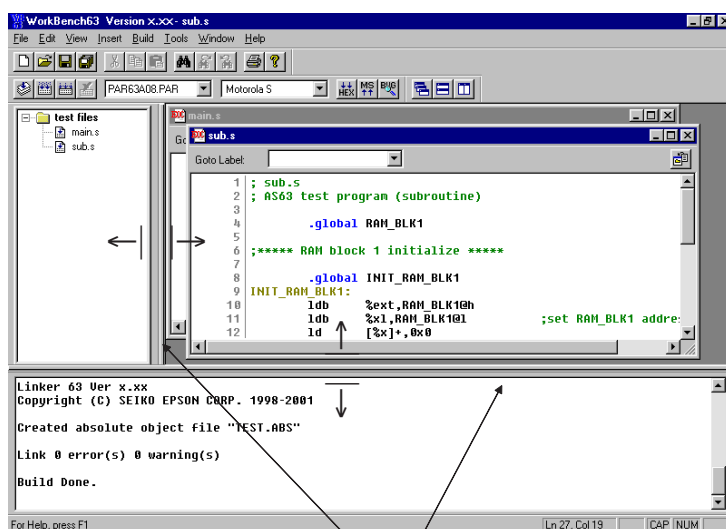 WorkBench63 Version X.XX- sub.s
File Edit View Insert Build Tools Window Help
PAR63A08.PAR
Motorola S
HEX
MS
BUG
test files
main.s
sub.s
main.s
Go
sub.s
Goto Label:
1 ; sub.s
2 ; AS63 test program (subroutine)
3
4 .global RAM_BLK1
5
6 ;***** RAM block 1 initialize *****
7
8 .global INIT_RAM_BLK1
9 INIT_RAM_BLK1:
10 ldb %ext,RAM_BLK1@h
11 ldb %xl,RAM_BLK1@l ;set RAM_BLK1 addre
12 ld [%x]+,0x0
Linker 63 Ver x.xx
Copyright (C) SEIKO EPSON CORP. 1998-2001
Created absolute object file "TEST.ABS"
Link 0 error(s) 0 warning(s)
Build Done.
For Help, press F1
Ln 27, Col 19
CAP
NUM